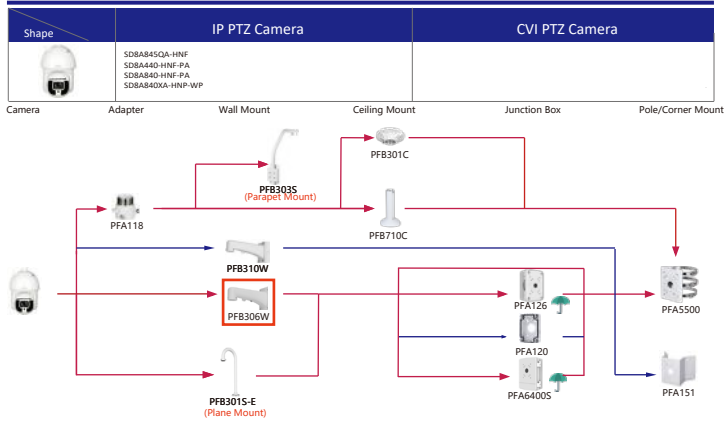 Shape
IP PTZ Camera
CVI PTZ Camera
SD8A845QA-HNF
SD8A440-HNF-PA
SD8A840-HNF-PA
SD8A840XA-HNP-WP
Camera
Adapter
Wall Mount
Ceiling Mount
Junction Box
Pole/Corner Mount
PFB301C
PFB303S
(Parapet Mount)
PFA118
PFB710C
PFB310W
PFB306W
PFA126
PFA5500
PFA120
PFA6400S
PFA151
PFB301S-E
(Plane Mount)